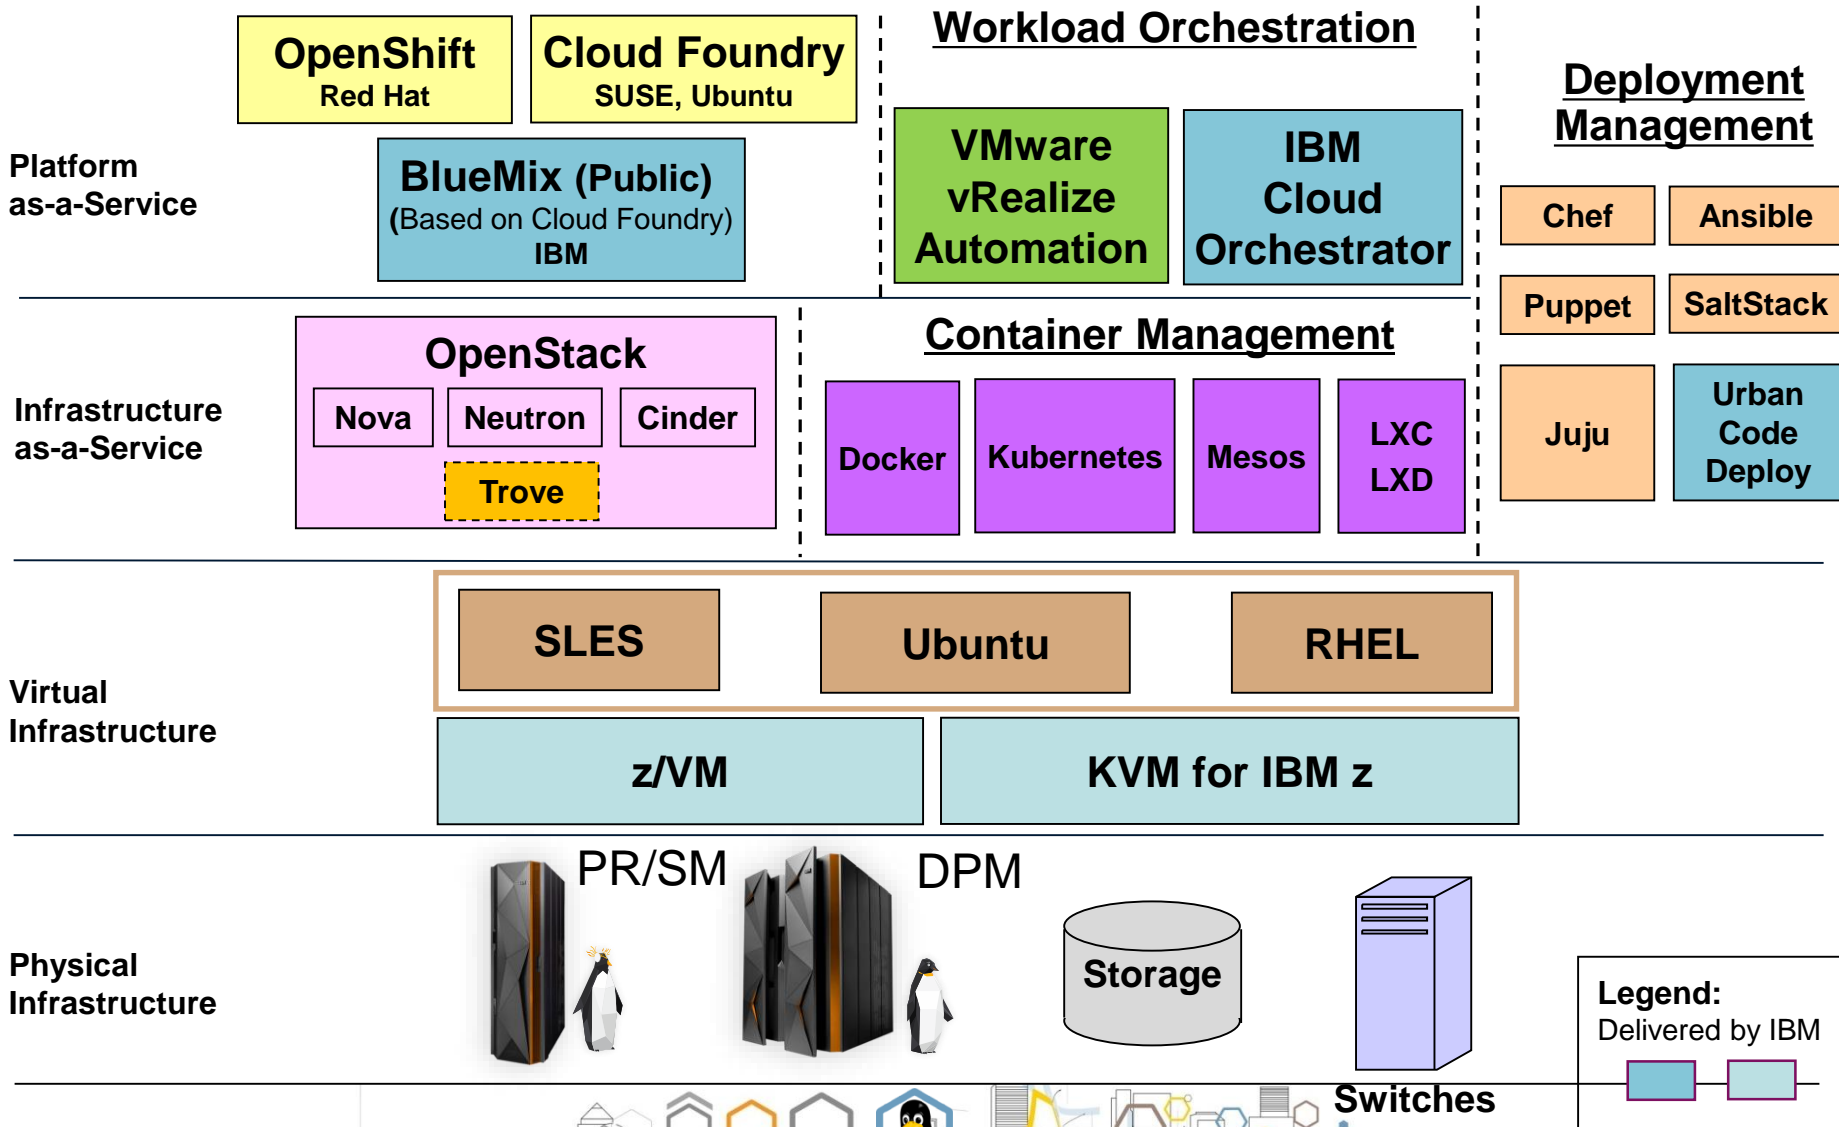 OpenShift
Red Hat
Cloud Foundry
SUSE, Ubuntu
Platform
as-a-Service
BlueMix (Public)
(Based on Cloud Foundry)
IBM
Workload Orchestration
VMware
vRealize
Automation
IBM
Cloud
Orchestrator
Deployment
Management
Chef
Ansible
Puppet
SaltStack
Juju
Urban
Code
Deploy
Infrastructure
as-a-Service
OpenStack
Nova
Neutron
Cinder
Trove
Container Management
Docker
Kubernetes
Mesos
LXC
LXD
Virtual
Infrastructure
SLES
Ubuntu
RHEL
z/VM
KVM for IBM z
Physical
Infrastructure
PR/SM
DPM
Storage
Switches
Legend:
Delivered by IBM